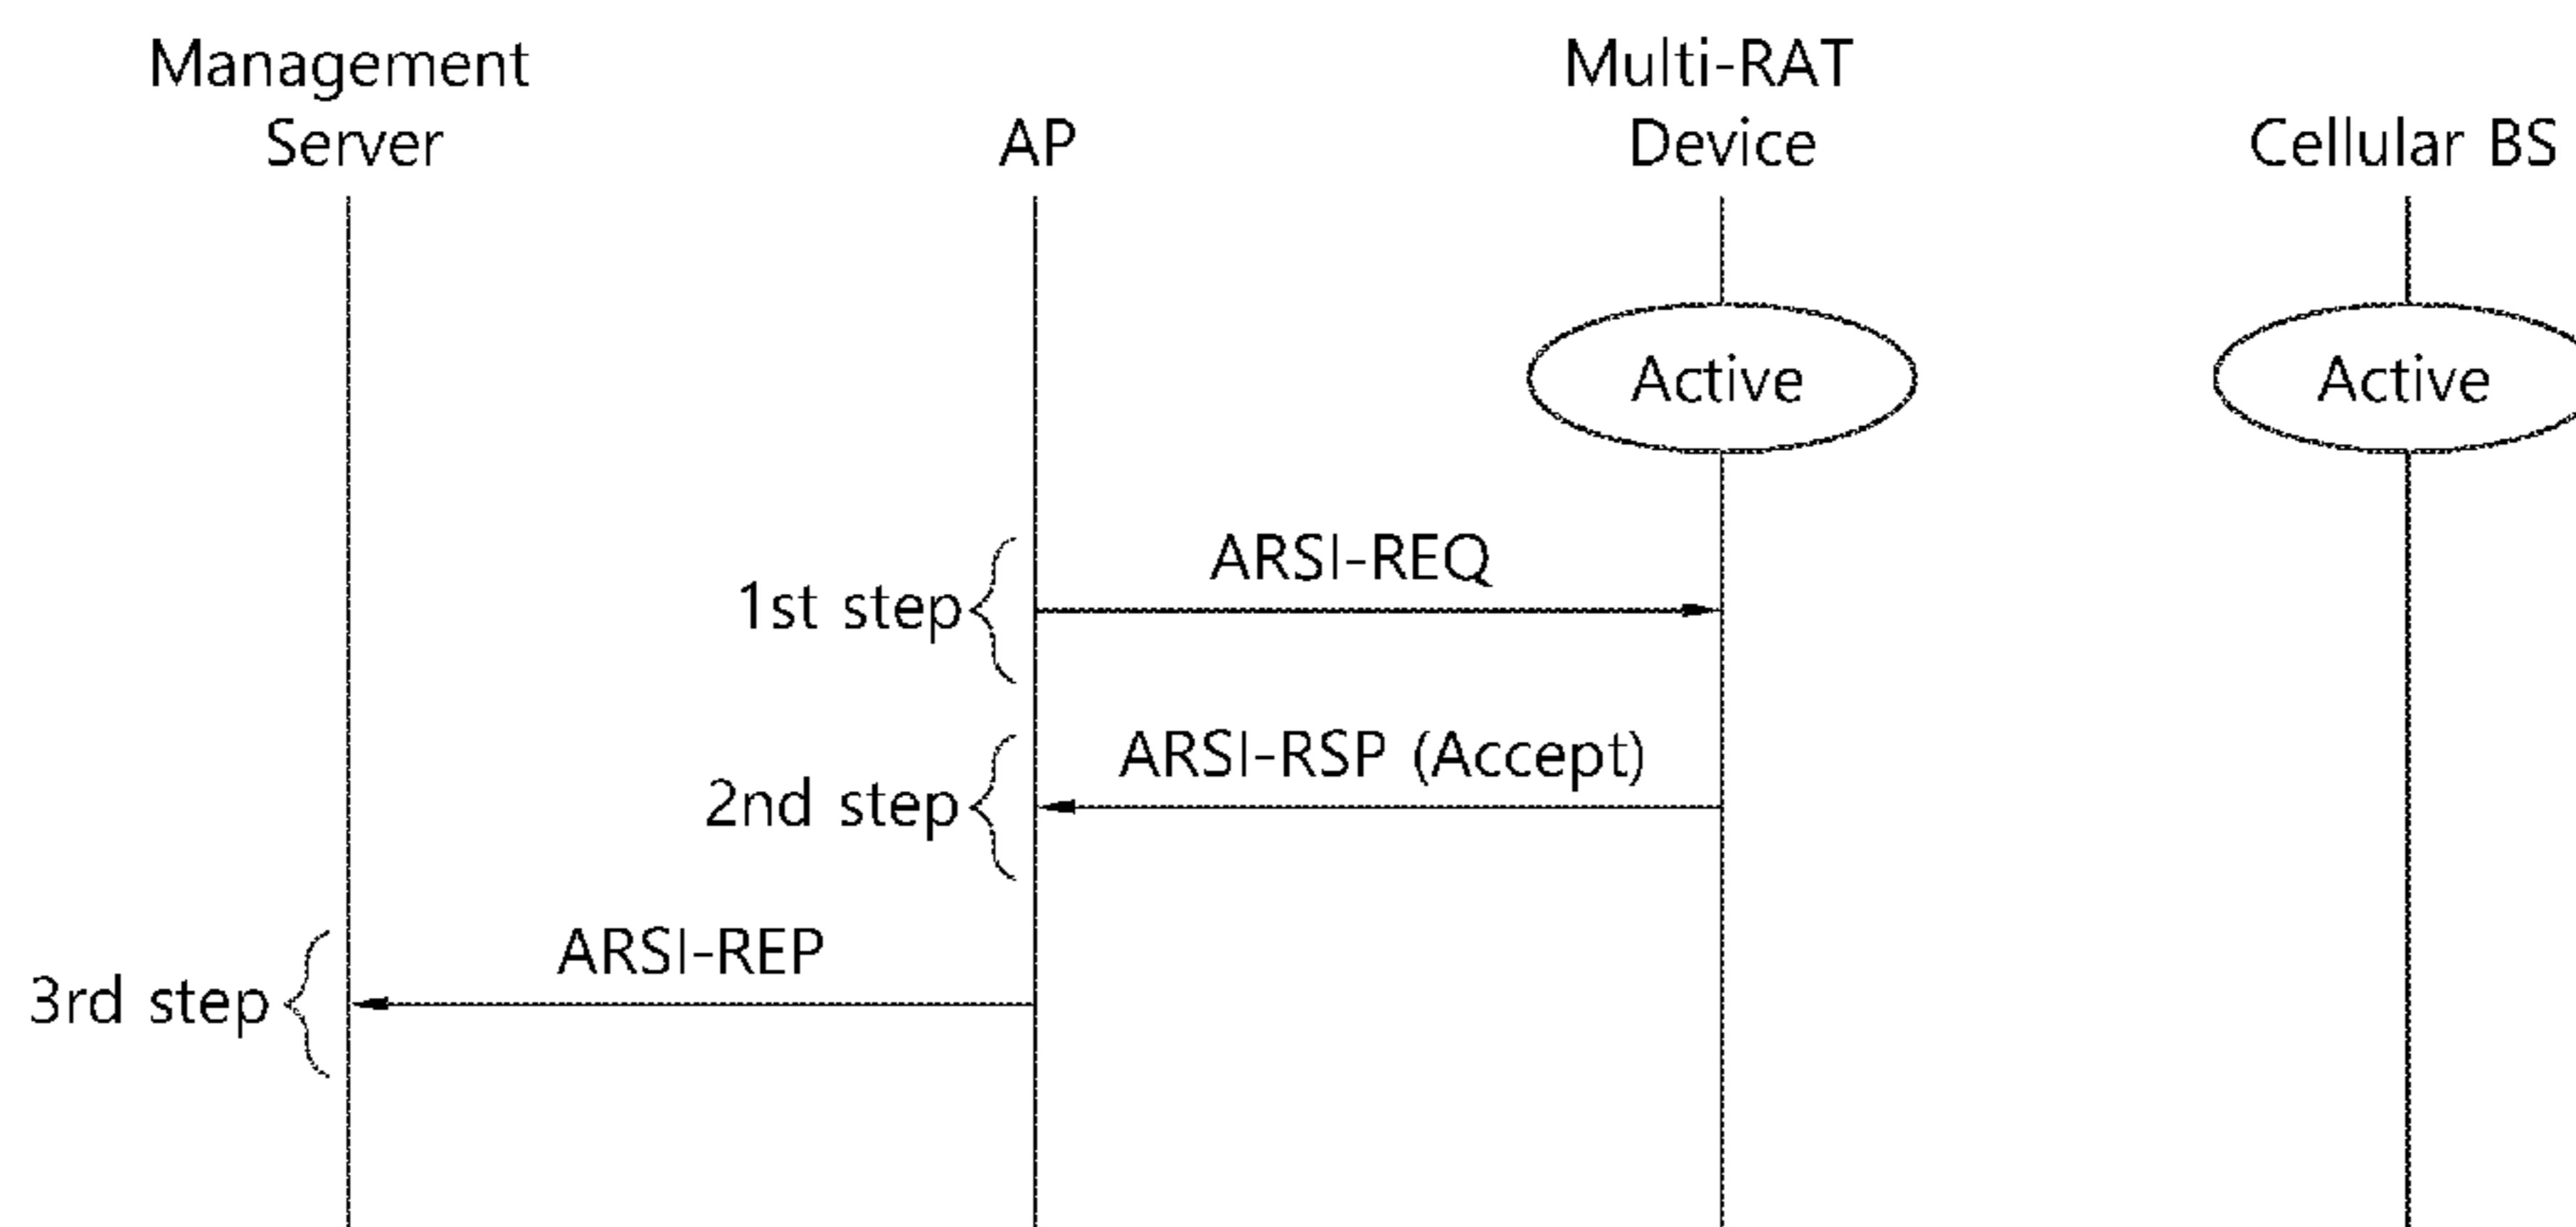 Management
Server
AP
Multi-RAT
Device
Cellular BS
Active
Active
ARSI-REQ
1st step
ARSI-RSP (Accept)
2nd step
ARSI-REP
3rd step